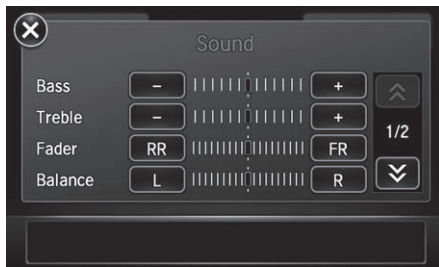 Sound
Bass - +
Treble - +
Fader RR FR
1/2
Balance L R